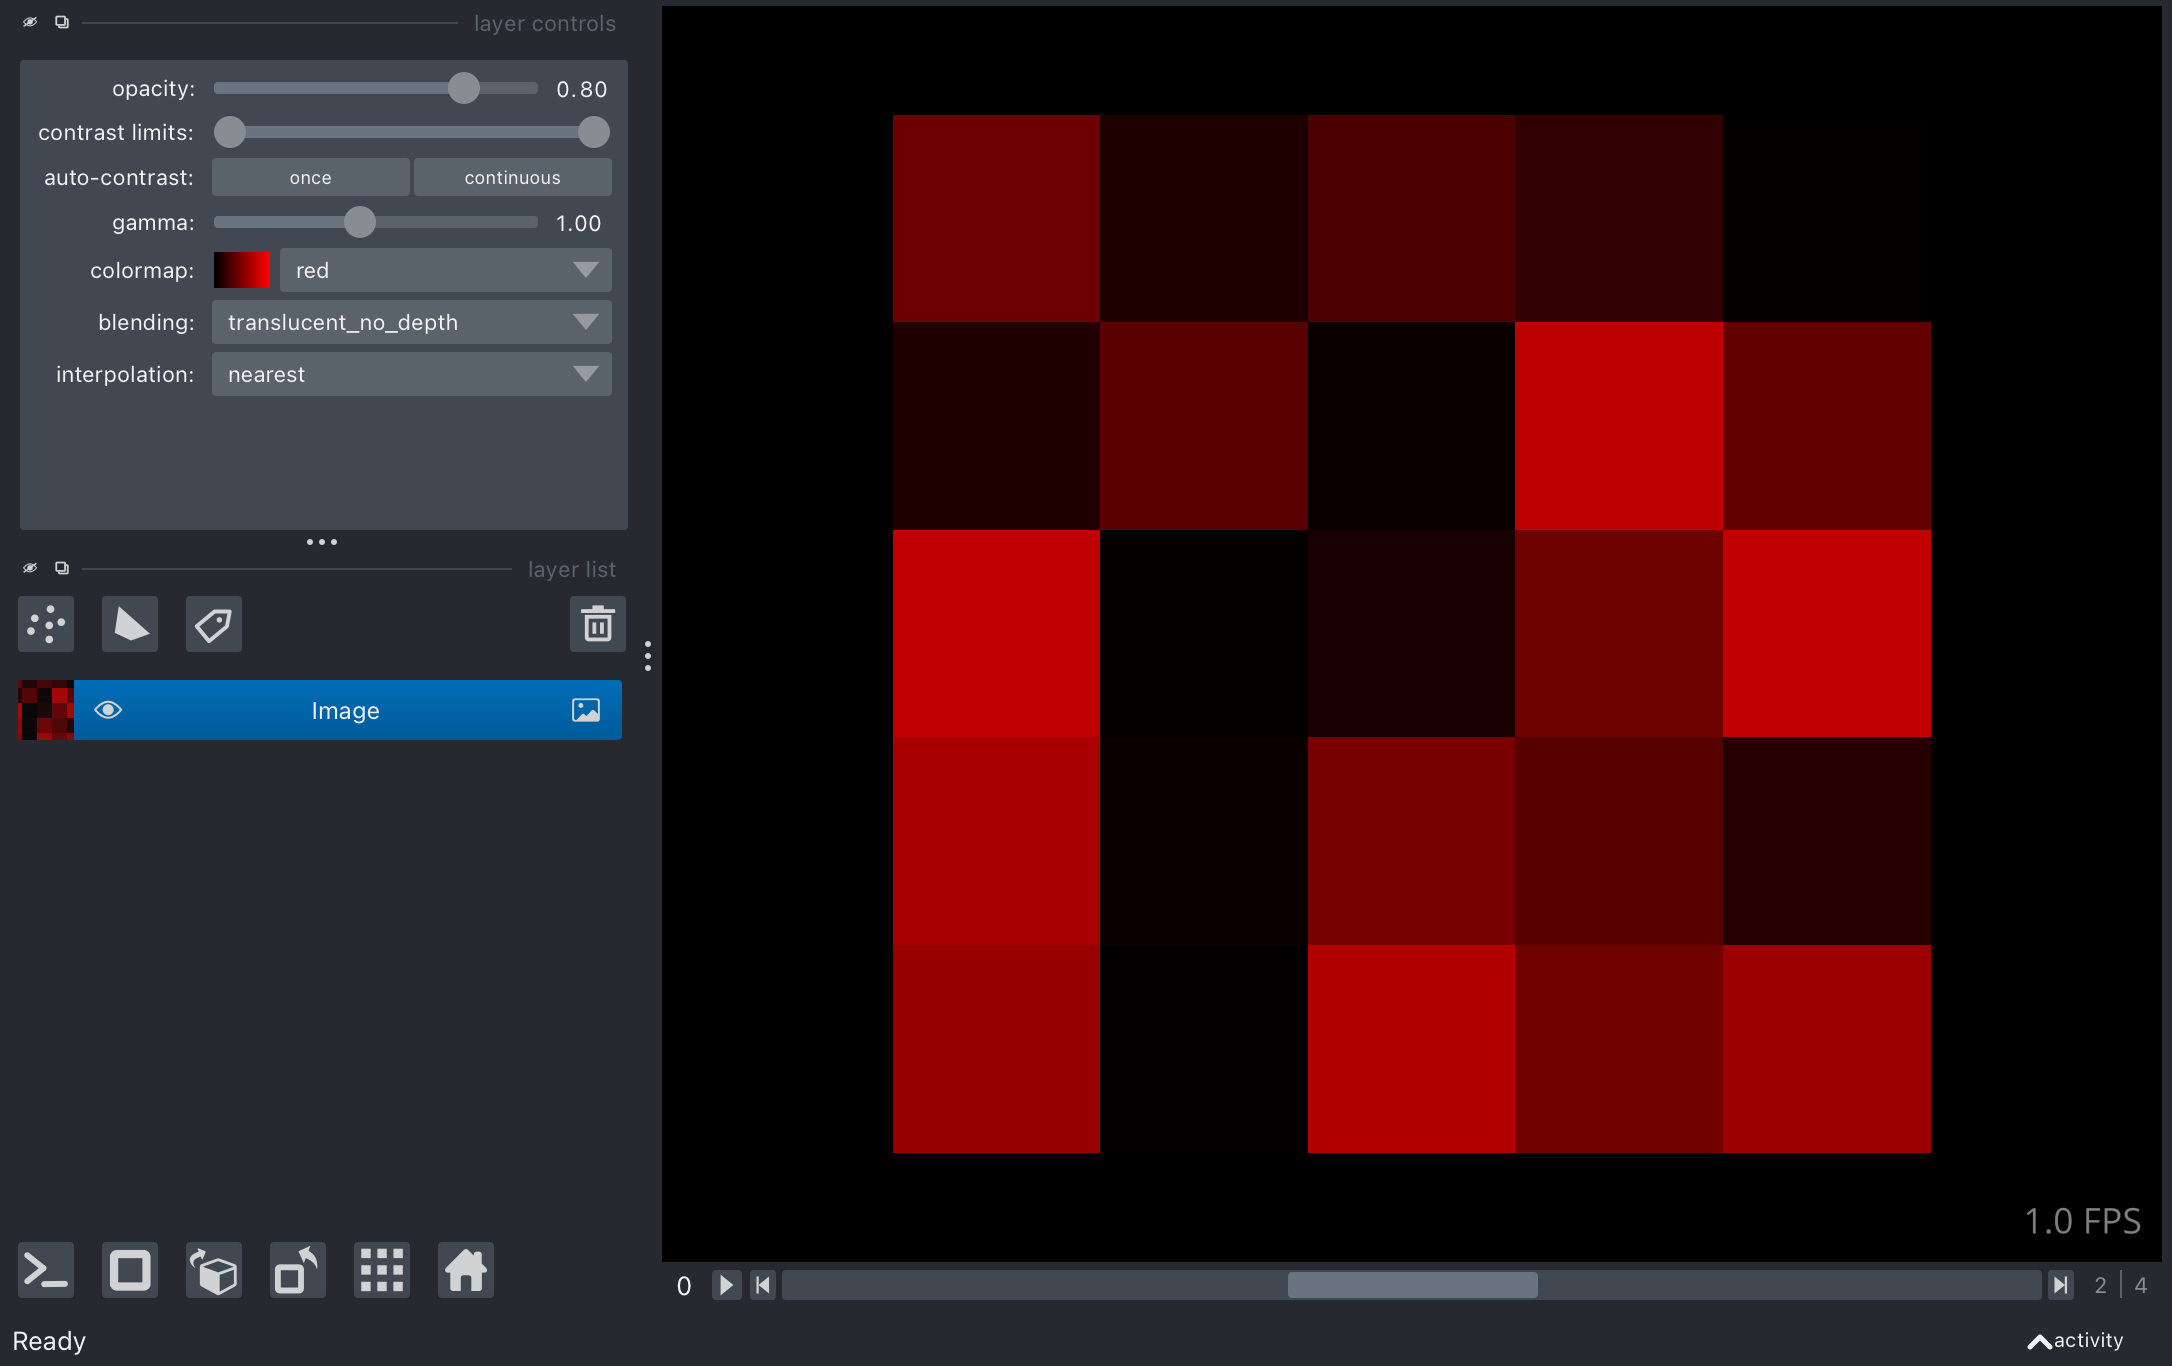 layer controls
opacity: 0.80
contrast limits:
auto-contrast: once continuous
gamma: 1.00
colormap: red
blending: translucent_no_depth
interpolation: nearest
layer list
Image
1.0 FPS
0 2 4
Ready activity